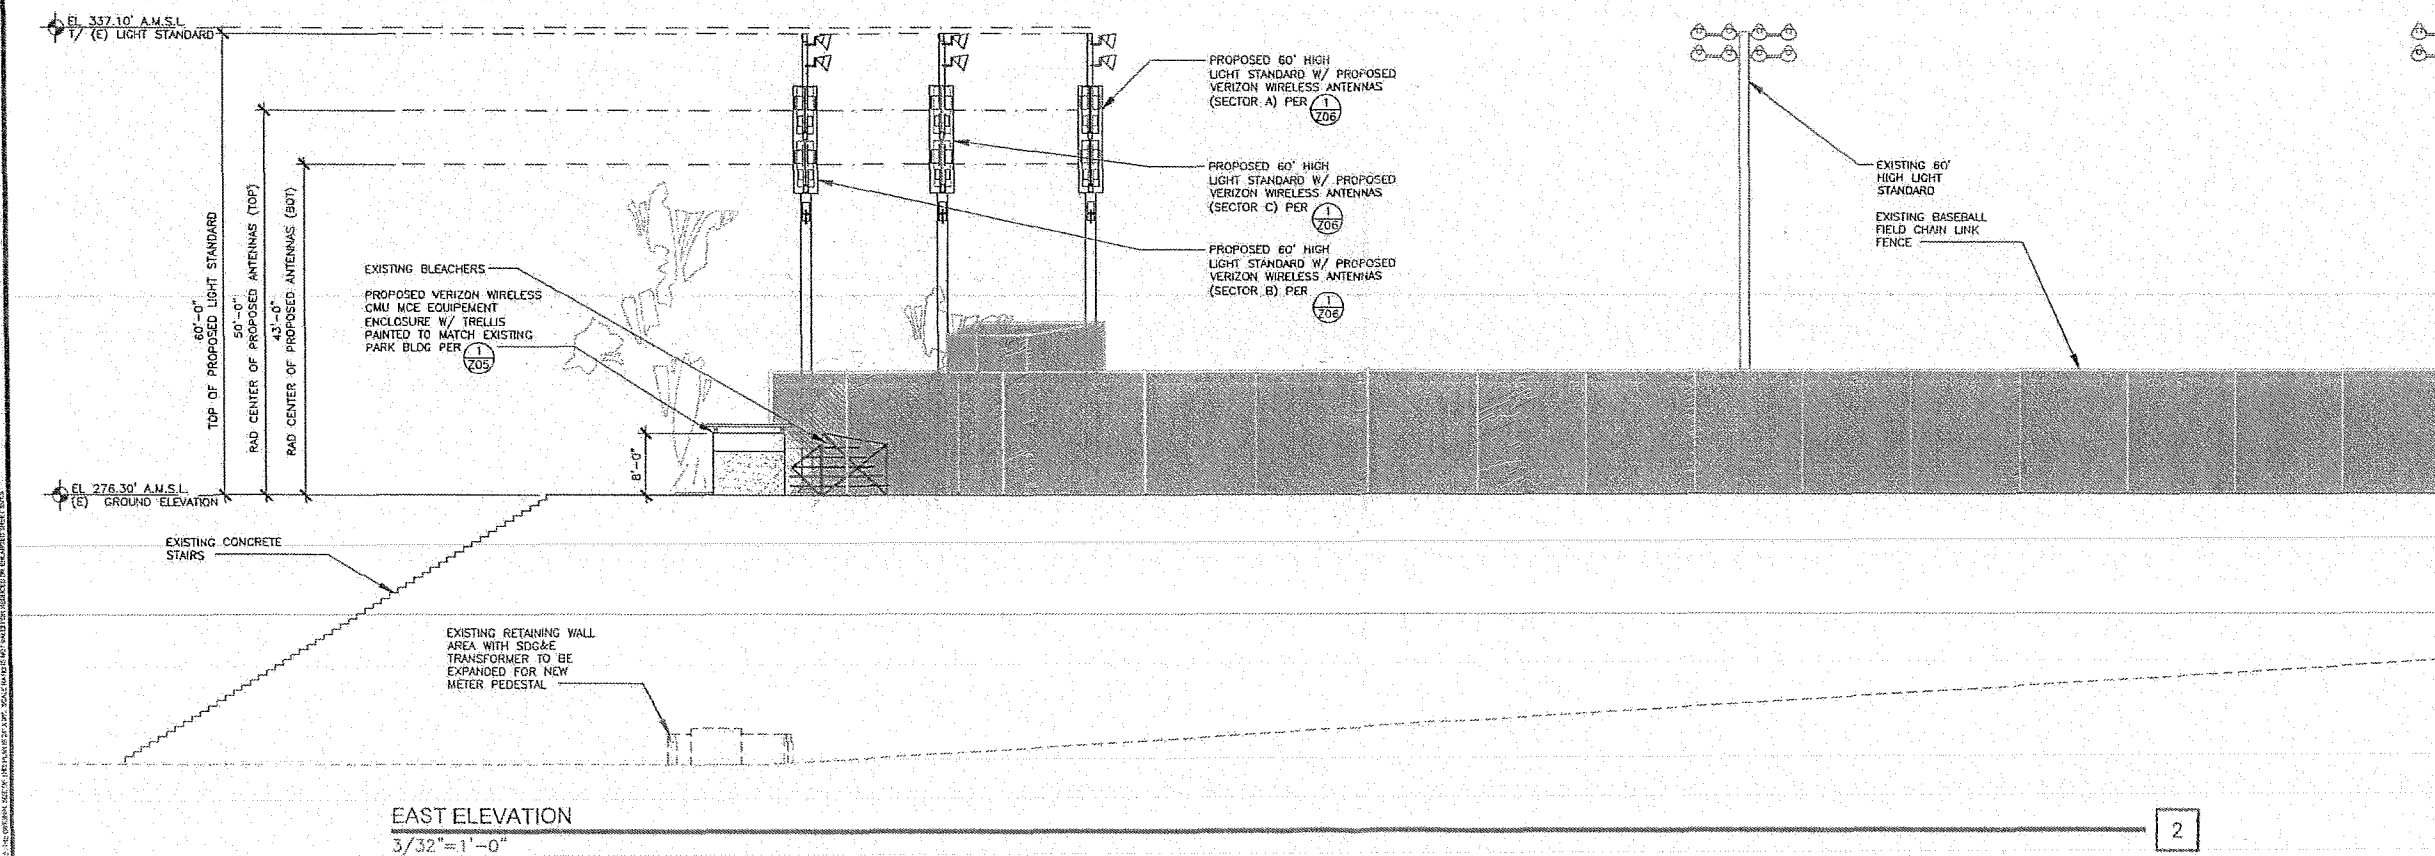 EL 337.10' A.M.S.L.
T/ (E) LIGHT STANDARD
60'-0"
TOP OF PROPOSED LIGHT STANDARD
50'-0"
RAD CENTER OF PROPOSED ANTENNAS (TOP)
43'-0"
RAD CENTER OF PROPOSED ANTENNAS (BOT)
PROPOSED 60' HIGH
LIGHT STANDARD W/ PROPOSED
VERIZON WIRELESS ANTENNAS
(SECTOR A) PER 1
Z06
PROPOSED 60' HIGH
LIGHT STANDARD W/ PROPOSED
VERIZON WIRELESS ANTENNAS
(SECTOR C) PER 1
Z06
PROPOSED 60' HIGH
LIGHT STANDARD W/ PROPOSED
VERIZON WIRELESS ANTENNAS
(SECTOR B) PER 1
Z06
EXISTING 60'
HIGH LIGHT
STANDARD
EXISTING BASEBALL
FIELD CHAIN LINK
FENCE
EXISTING BLEACHERS
PROPOSED VERIZON WIRELESS
CMU MCE EQUIPEMENT
ENCLOSURE W/ TRELLIS
PAINTED TO MATCH EXISTING
PARK BLDG PER 1
Z05
8'-0"
EL 276.30' A.M.S.L.
(E) GROUND ELEVATION
EXISTING CONCRETE
STAIRS
EXISTING RETAINING WALL
AREA WITH SDG&E
TRANSFORMER TO BE
EXPANDED FOR NEW
METER PEDESTAL
EAST ELEVATION
3/32"=1'-0"
2